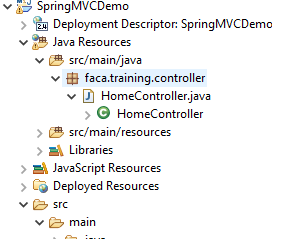 SpringMVCDemo
Deployment Descriptor: SpringMVCDemo
Java Resources
src/main/java
faca.training.controller
HomeController.java
HomeController
src/main/resources
Libraries
JavaScript Resources
Deployed Resources
src
main